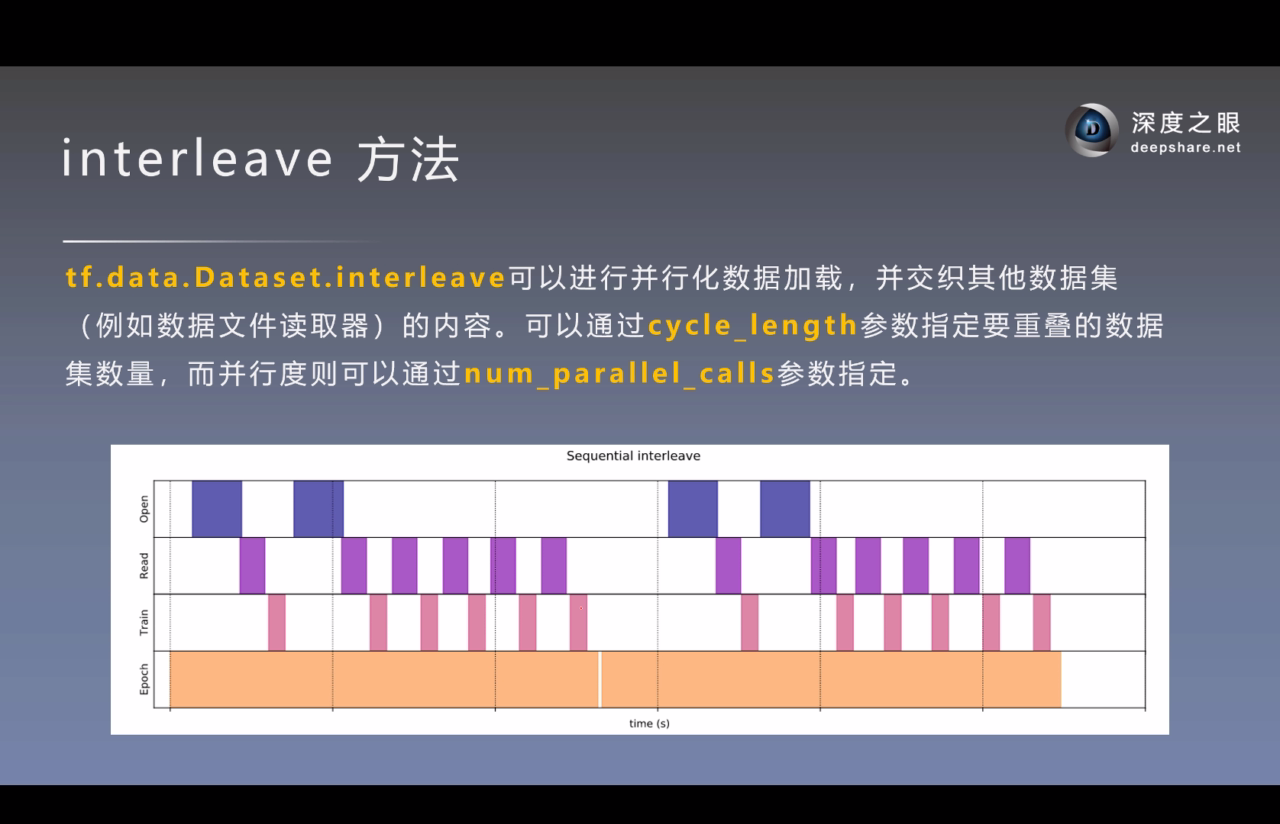 深度之眼
deepshare.net
interleave 方法
tf.data.Dataset.interleave可以进行并行化数据加载，并交织其他数据集
（例如数据文件读取器）的内容。可以通过cycle_length参数指定要重叠的数据
集数量，而并行度则可以通过num_parallel_calls参数指定。
Sequential interleave
Open
Read
Train
Epoch
time (s)